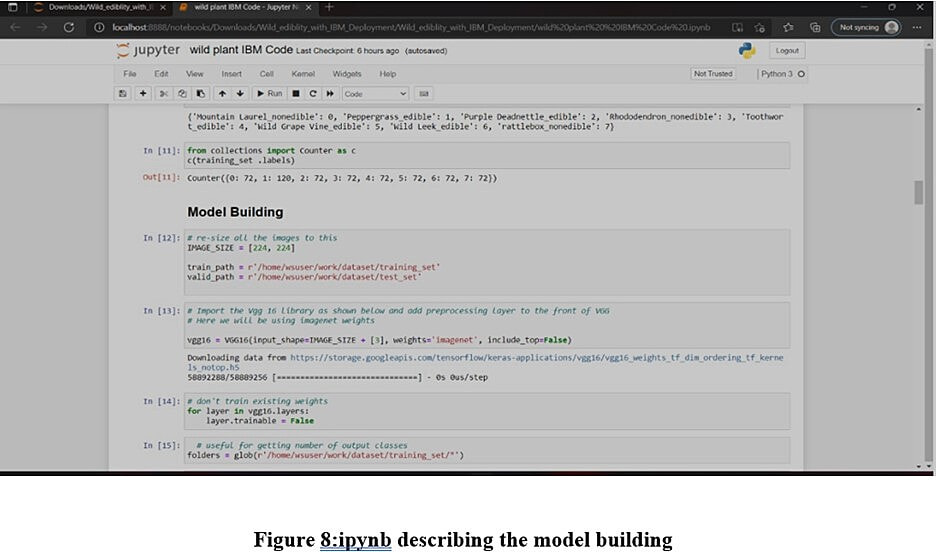 Downloads/Wild_ediblity_with_I
wild plant IBM Code - Jupyter N
localhost:8888/notebooks/Downloads/Wild_ediblity_with_IBM_Deployment/Wild_ediblity_with_IBM_Deployment/wild%20plant%20%20IBM%20Code%20.ipynb
Not syncing
jupyter wild plant IBM Code Last Checkpoint: 6 hours ago (autosaved)
Logout
File Edit View Insert Cell Kernel Widgets Help
Not Trusted
Python 3
Run
Code
{'Mountain Laurel_nonedible': 0, 'Peppergrass_edible': 1, 'Purple Deadnettle_edible': 2, 'Rhododendron_nonedible': 3, 'Toothwor
t_edible': 4, 'Wild Grape Vine_edible': 5, 'Wild Leek_edible': 6, 'rattlebox_nonedible': 7}
In [11]: from collections import Counter as c
c(training_set .labels)
Out[11]: Counter({0: 72, 1: 120, 2: 72, 3: 72, 4: 72, 5: 72, 6: 72, 7: 72})
Model Building
In [12]: # re-size all the images to this
IMAGE_SIZE = [224, 224]
train_path = r'/home/wsuser/work/dataset/training_set'
valid_path = r'/home/wsuser/work/dataset/test_set'
In [13]: # Import the Vgg 16 library as shown below and add preprocessing layer to the front of VGG
# Here we will be using imagenet weights
vgg16 = VGG16(input_shape=IMAGE_SIZE + [3], weights='imagenet', include_top=False)
Downloading data from https://storage.googleapis.com/tensorflow/keras-applications/vgg16/vgg16_weights_tf_dim_ordering_tf_kerne
ls_notop.h5
58892288/58889256 [==============================] - 0s 0us/step
In [14]: # don't train existing weights
for layer in vgg16.layers:
layer.trainable = False
In [15]: # useful for getting number of output classes
folders = glob(r'/home/wsuser/work/dataset/training_set/*')
Figure 8:ipynb describing the model building